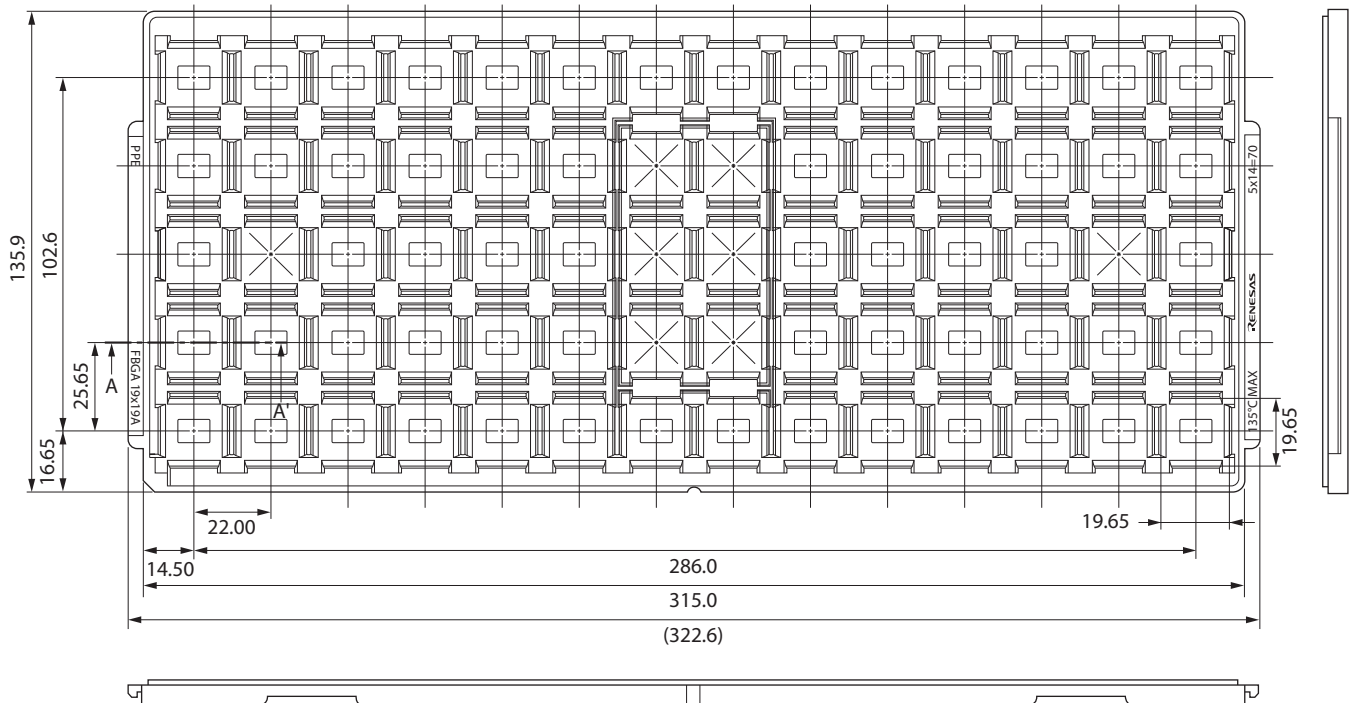 PPE
5x14=70
RENESAS
135°C MAX
FBGA 19x19A
A
A'
135.9
102.6
25.65
16.65
22.00
14.50
19.65
19.65
286.0
315.0
(322.6)